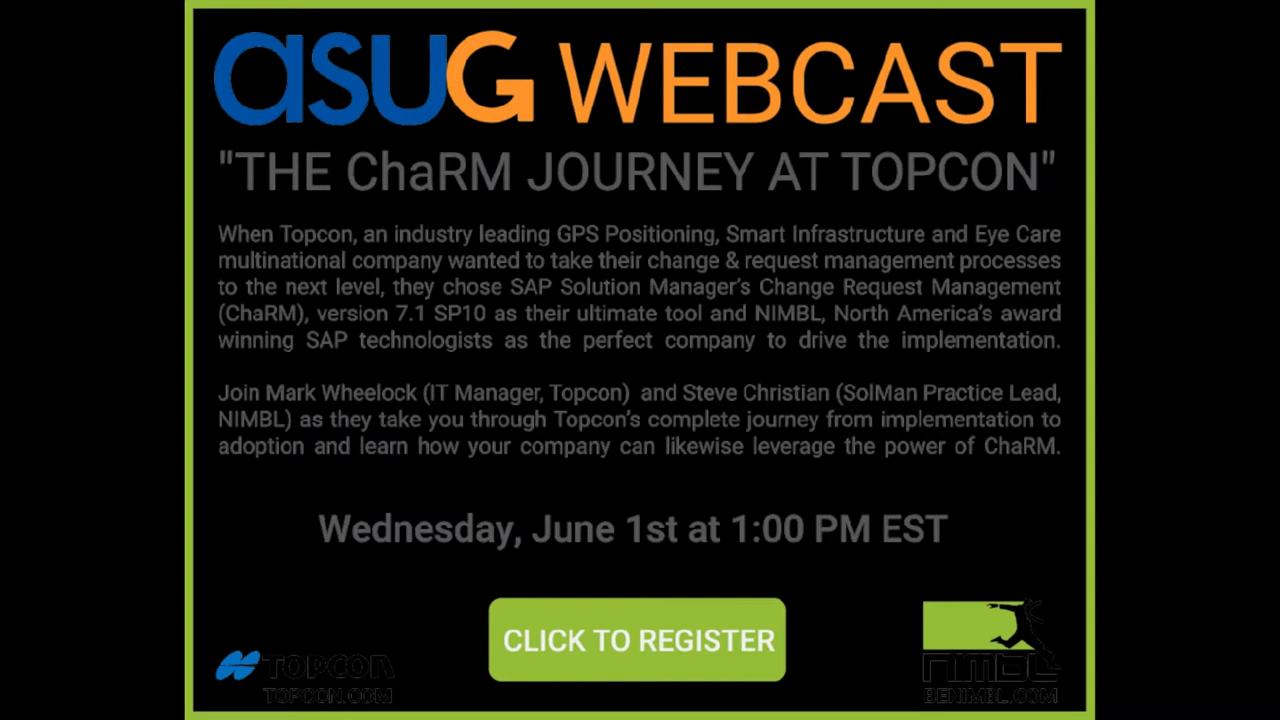 asuG WEBCAST
"THE ChaRM JOURNEY AT TOPCON"
When Topcon, an industry leading GPS Positioning, Smart Infrastructure and Eye Care
multinational company wanted to take their change & request management processes
to the next level, they chose SAP Solution Manager's Change Request Management
(ChaRM), version 7.1 SP10 as their ultimate tool and NIMBL, North America's award
winning SAP technologists as the perfect company to drive the implementation.
Join Mark Wheelock (IT Manager, Topcon) and Steve Christian (SolMan Practice Lead,
NIMBL) as they take you through Topcon's complete journey from implementation to
adoption and learn how your company can likewise leverage the power of ChaRM.
Wednesday, June 1st at 1:00 PM EST
CLICK TO REGISTER
TOPCON
TOPCON.COM
NIMBL
BENIMBL.COM